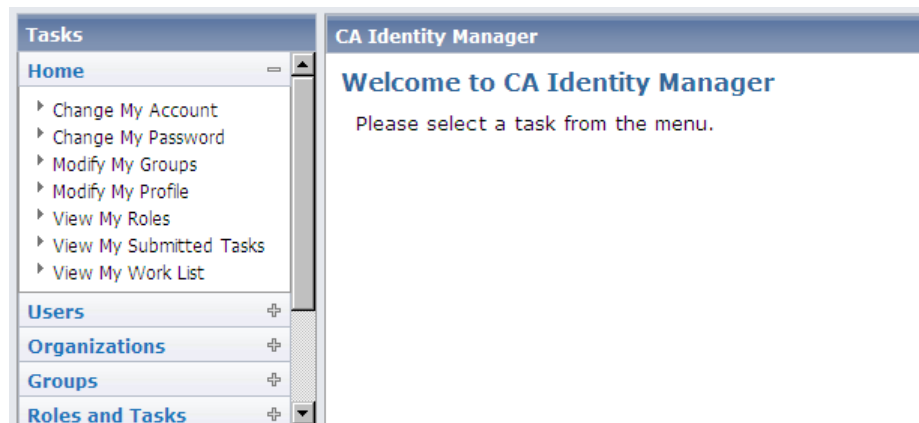 Tasks
Home
Change My Account
Change My Password
Modify My Groups
Modify My Profile
View My Roles
View My Submitted Tasks
View My Work List
Users
Organizations
Groups
Roles and Tasks
CA Identity Manager
Welcome to CA Identity Manager
Please select a task from the menu.